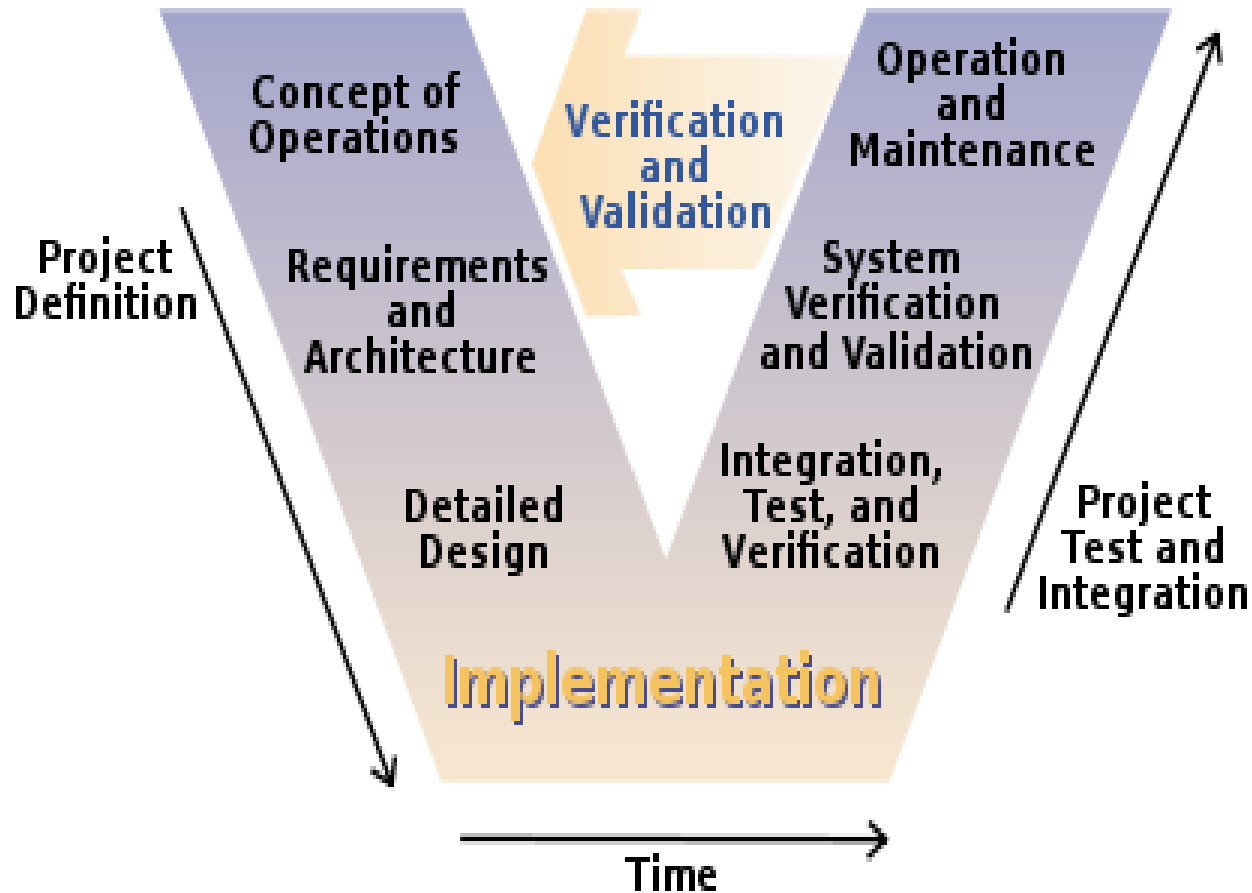 Concept of
Operations
Verification
and
Validation
Operation
and
Maintenance
Project
Definition
Requirements
and
Architecture
System
Verification
and Validation
Detailed
Design
Integration,
Test, and
Verification
Project
Test and
Integration
Implementation
Time